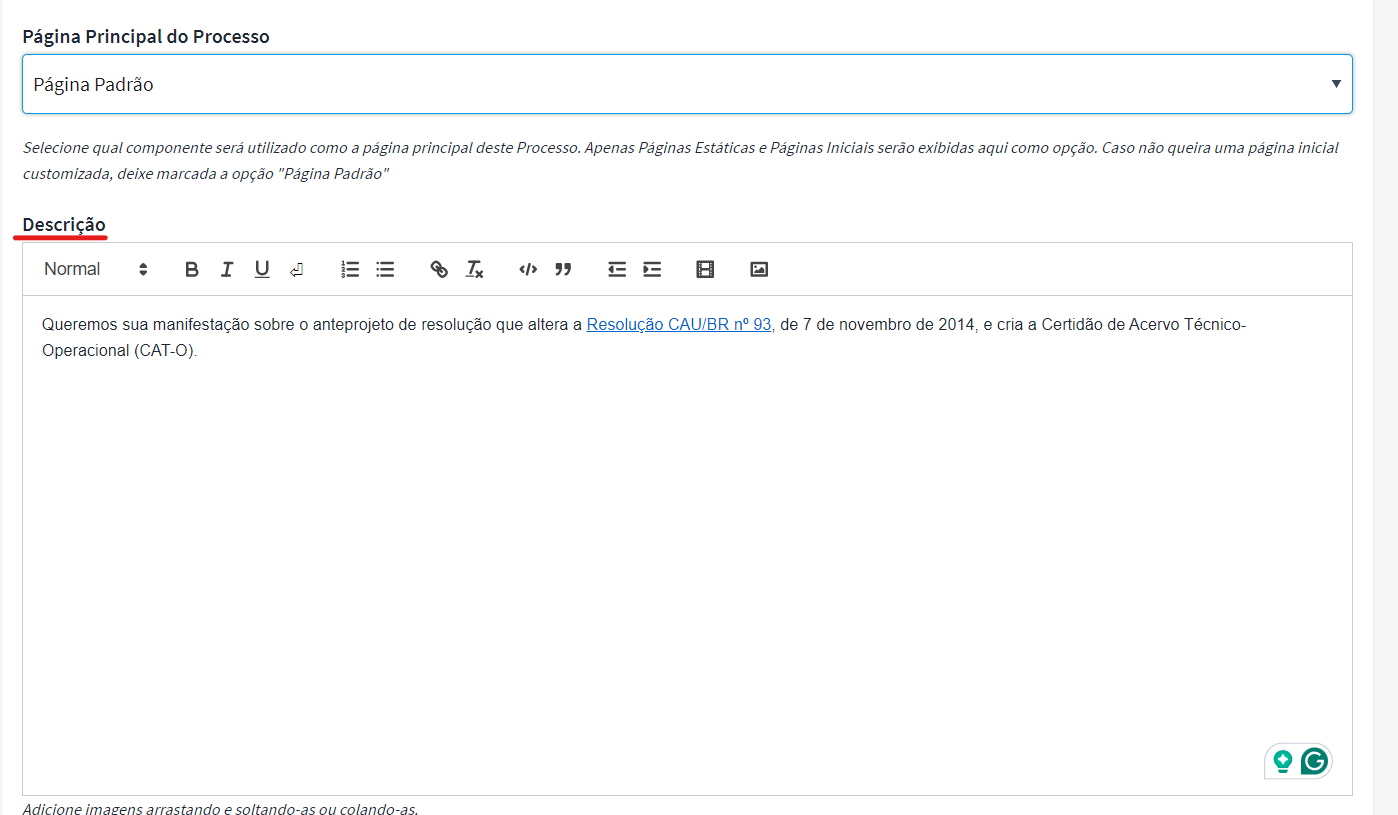 Página Principal do Processo
Página Padrão
Selecione qual componente será utilizado como a página principal deste Processo. Apenas Páginas Estáticas e Páginas Iniciais serão exibidas aqui como opção. Caso não queira uma página inicial
customizada, deixe marcada a opção "Página Padrão"
Descrição
Normal
Queremos sua manifestação sobre o anteprojeto de resolução que altera a Resolução CAU/BR nº 93, de 7 de novembro de 2014, e cria a Certidão de Acervo Técnico-
Operacional (CAT-O).
Adicione imagens arrastando e soltando-as ou colando-as.